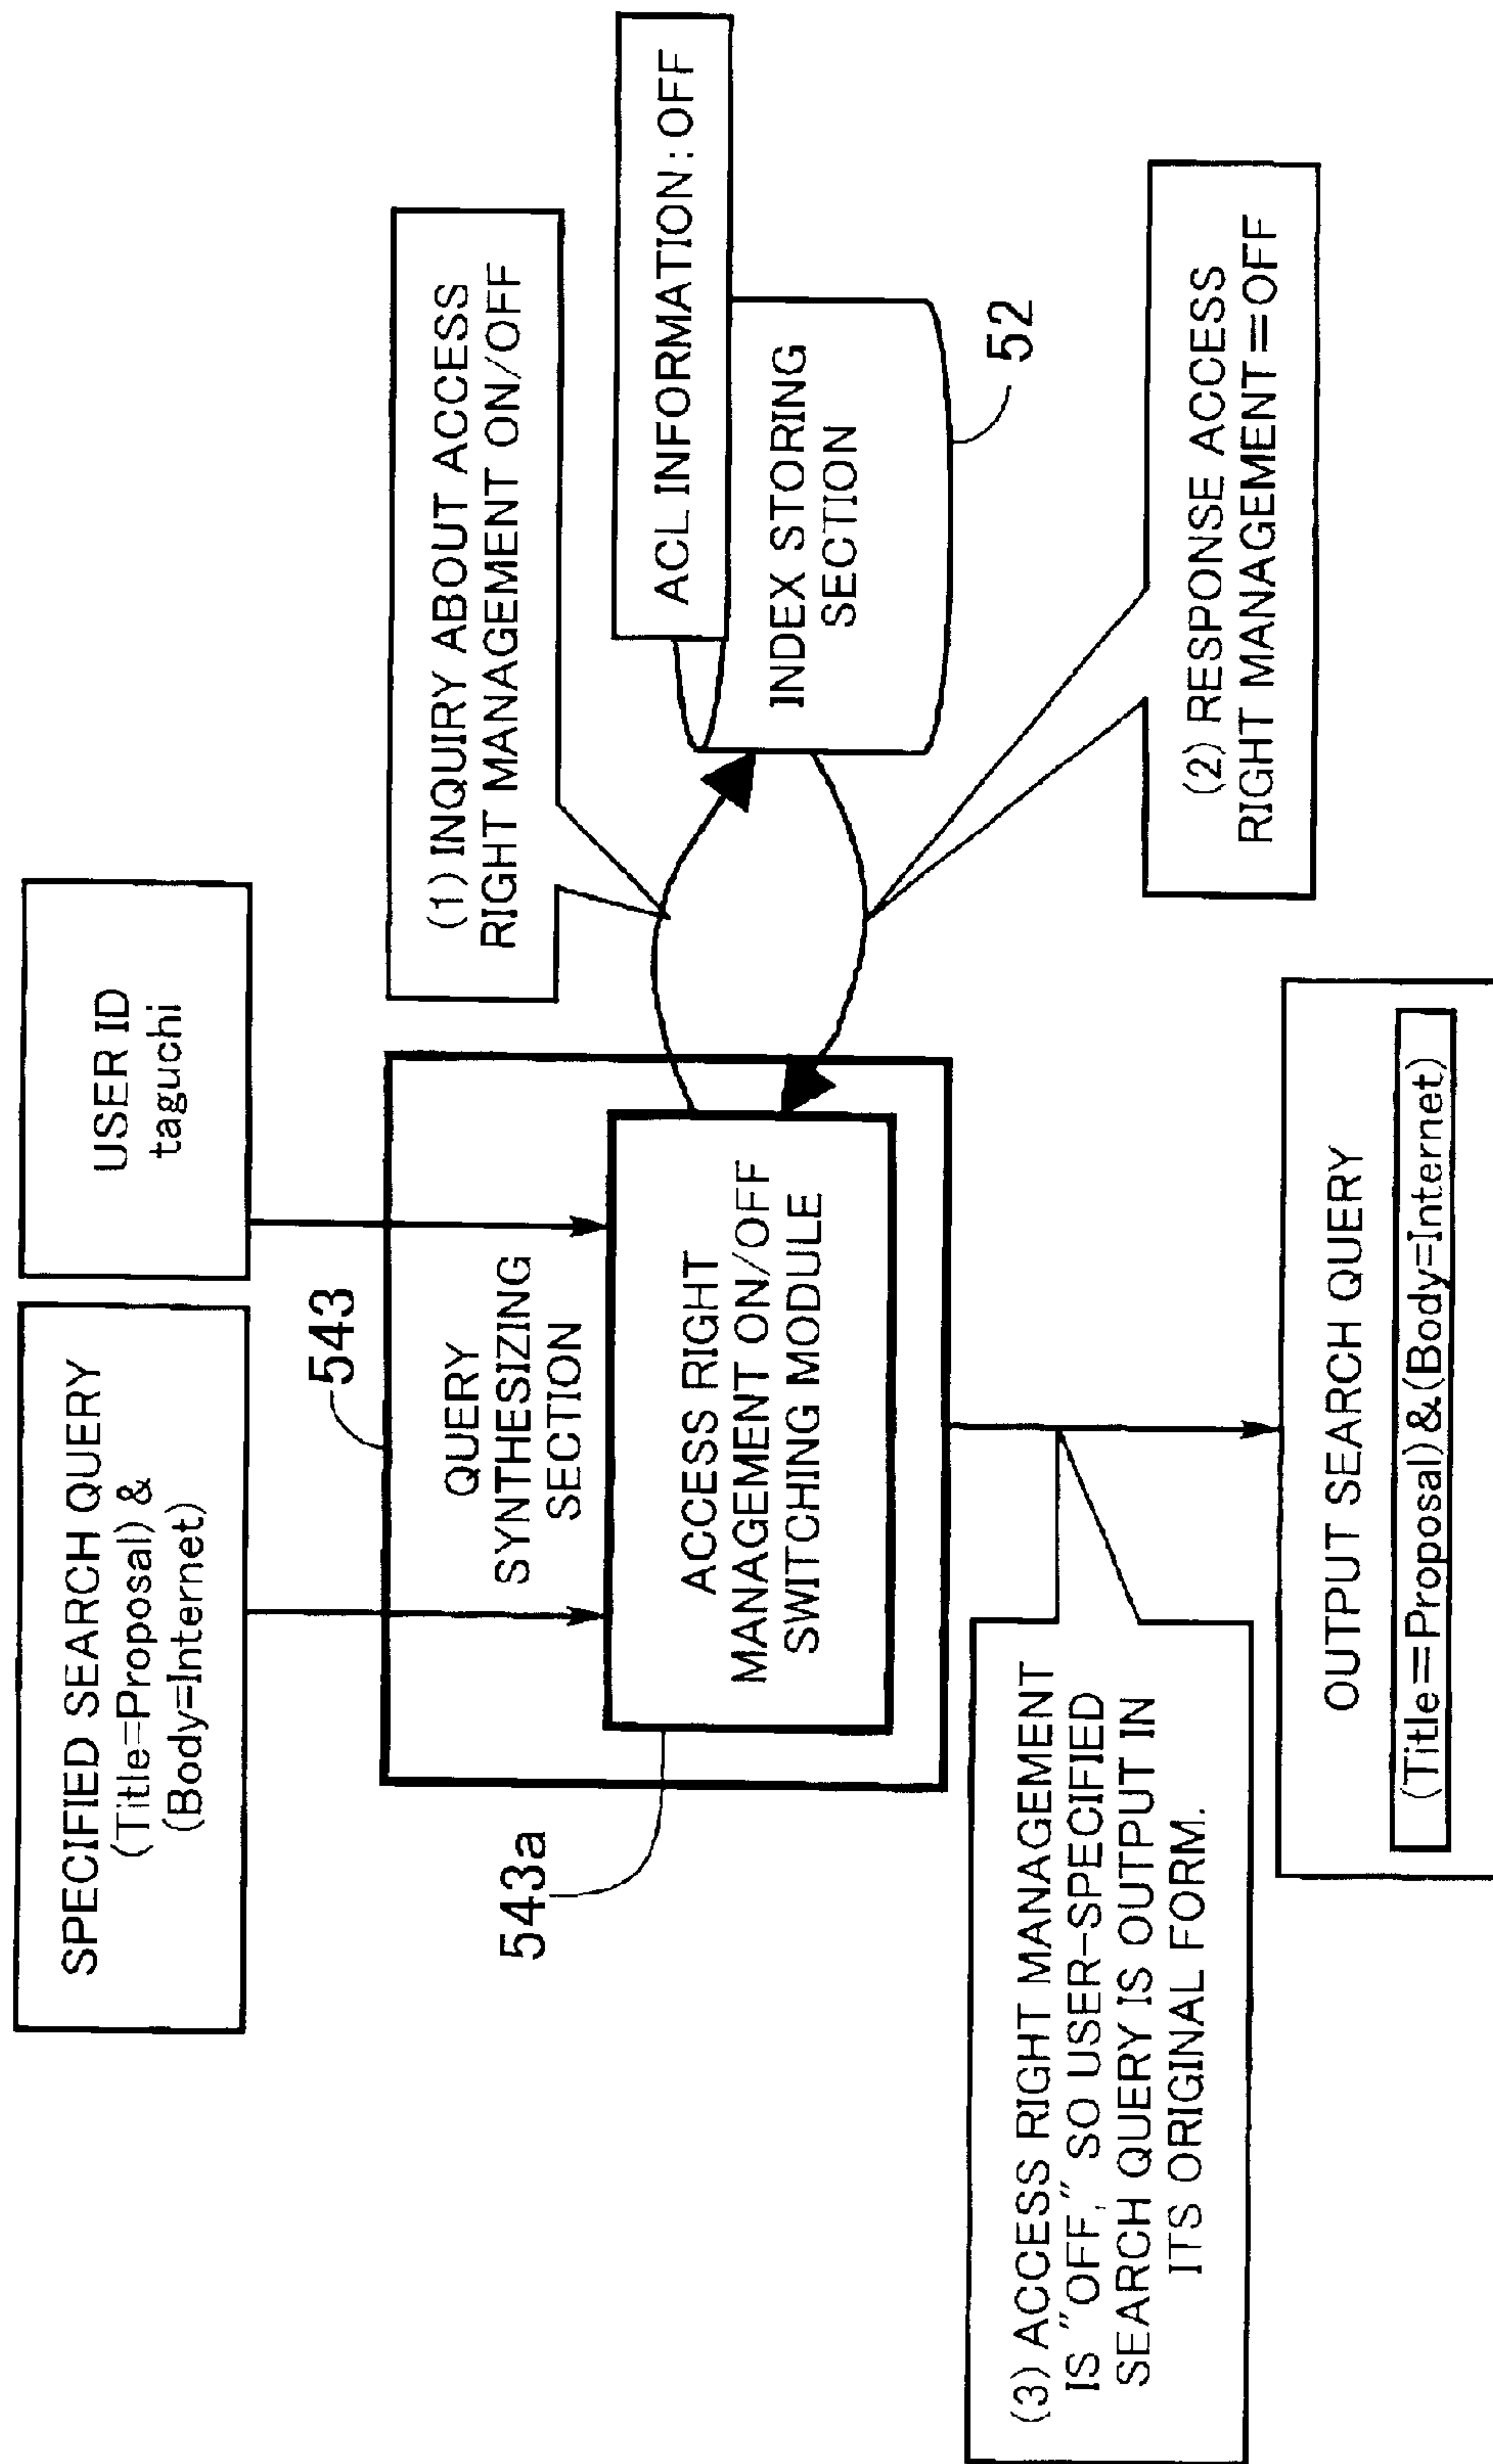 SPECIFIED SEARCH QUERY
(Title=Proposal) &
(Body=Internet)
USER ID
taguchi
543
QUERY
SYNTHESIZING
SECTION
543a
ACCESS RIGHT
MANAGEMENT ON/OFF
SWITCHING MODULE
(1) INQUIRY ABOUT ACCESS
RIGHT MANAGEMENT ON/OFF
ACL INFORMATION:OFF
INDEX STORING
SECTION
52
(2) RESPONSE ACCESS
RIGHT MANAGEMENT=OFF
(3) ACCESS RIGHT MANAGEMENT
IS "OFF," SO USER-SPECIFIED
SEARCH QUERY IS OUTPUT IN
ITS ORIGINAL FORM.
OUTPUT SEARCH QUERY
(Title=Proposal)&(Body=Internet)